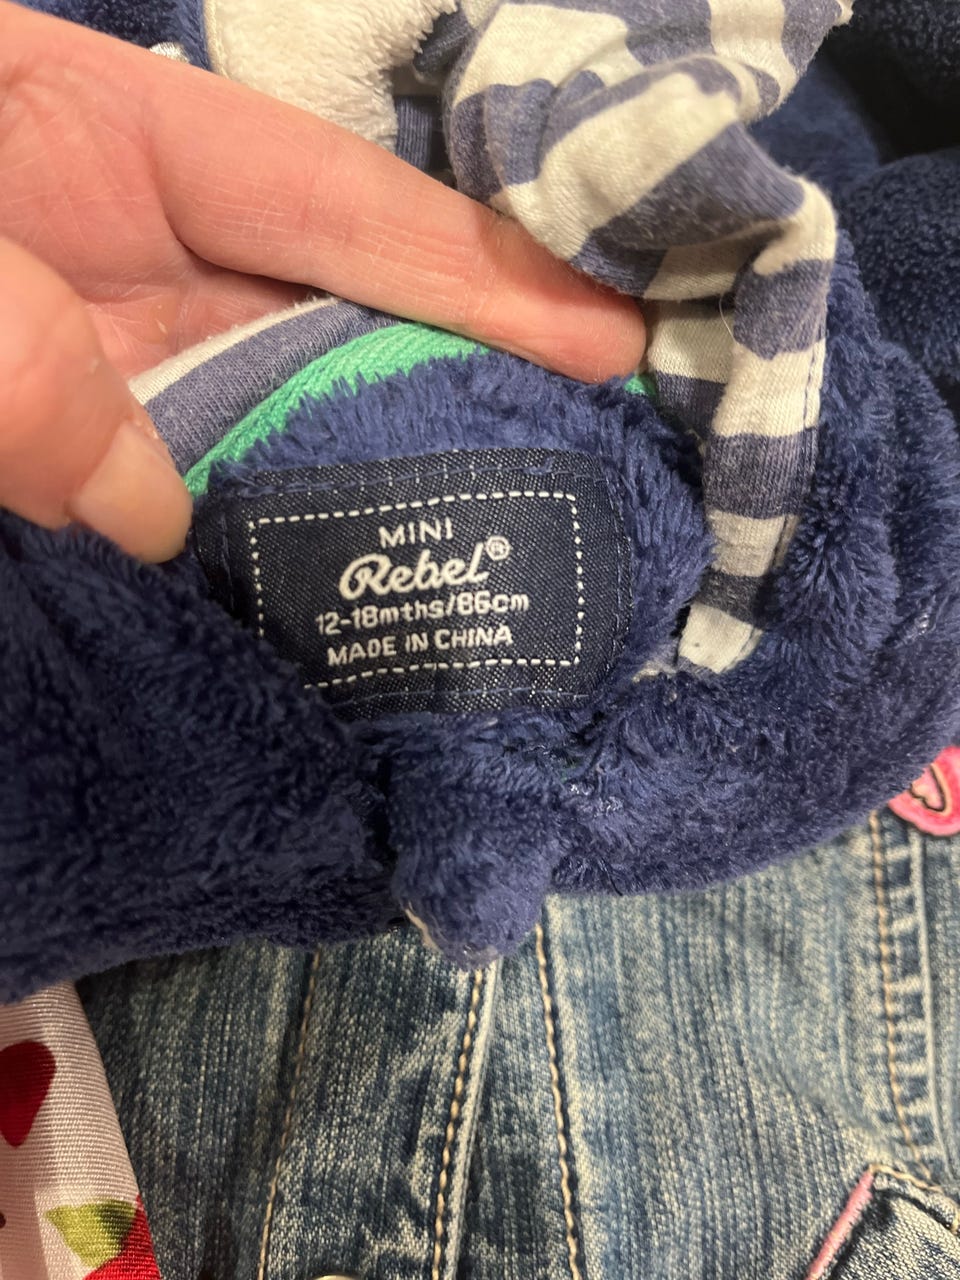 MINI
Rebel®
12-18mths/86cm
MADE IN CHINA